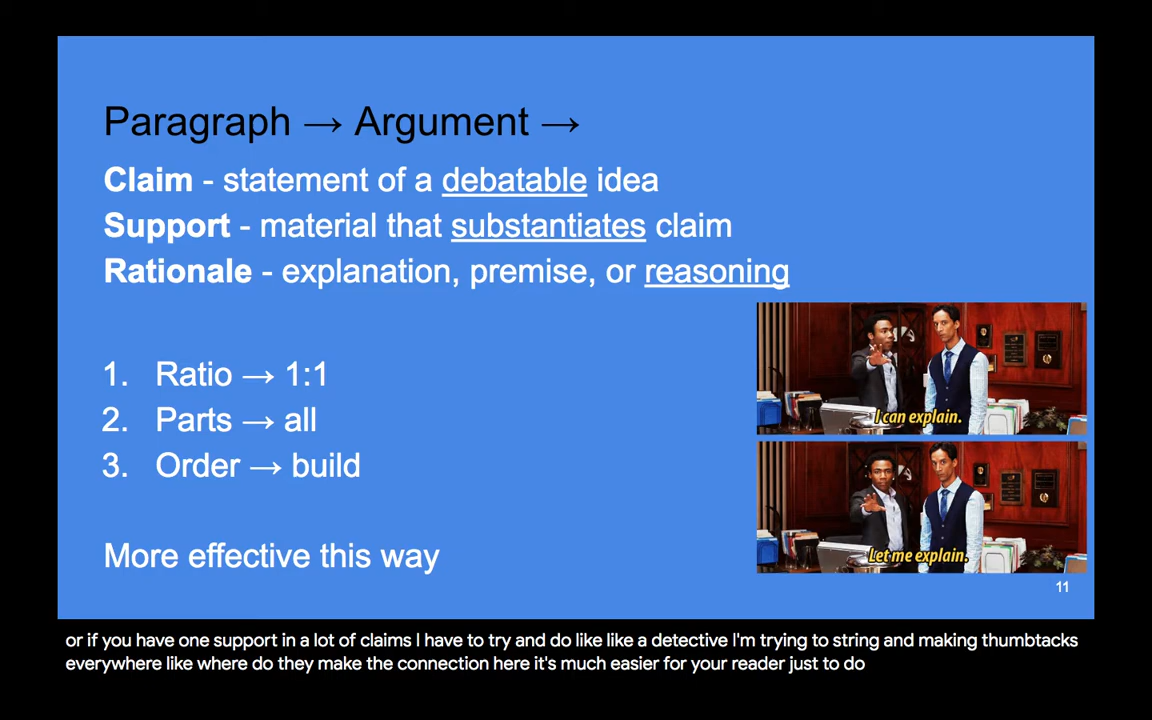 Paragraph → Argument →
Claim - statement of a debatable idea
Support - material that substantiates claim
Rationale - explanation, premise, or reasoning
1. Ratio → 1:1
2. Parts → all
3. Order → build
More effective this way
I can explain.
Let me explain.
11
or if you have one support in a lot of claims I have to try and do like like a detective I'm trying to string and making thumbtacks
everywhere like where do they make the connection here it's much easier for your reader just to do